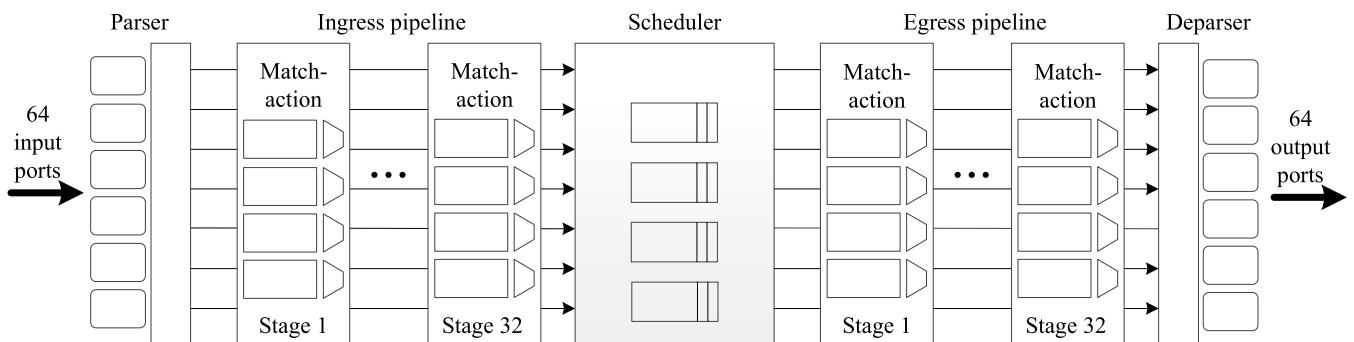 Parser
Ingress pipeline
Scheduler
Egress pipeline
Deparser
64
input
ports
Match-
action
Stage 1
Match-
action
Stage 32
Match-
action
Stage 1
Match-
action
Stage 32
64
output
ports